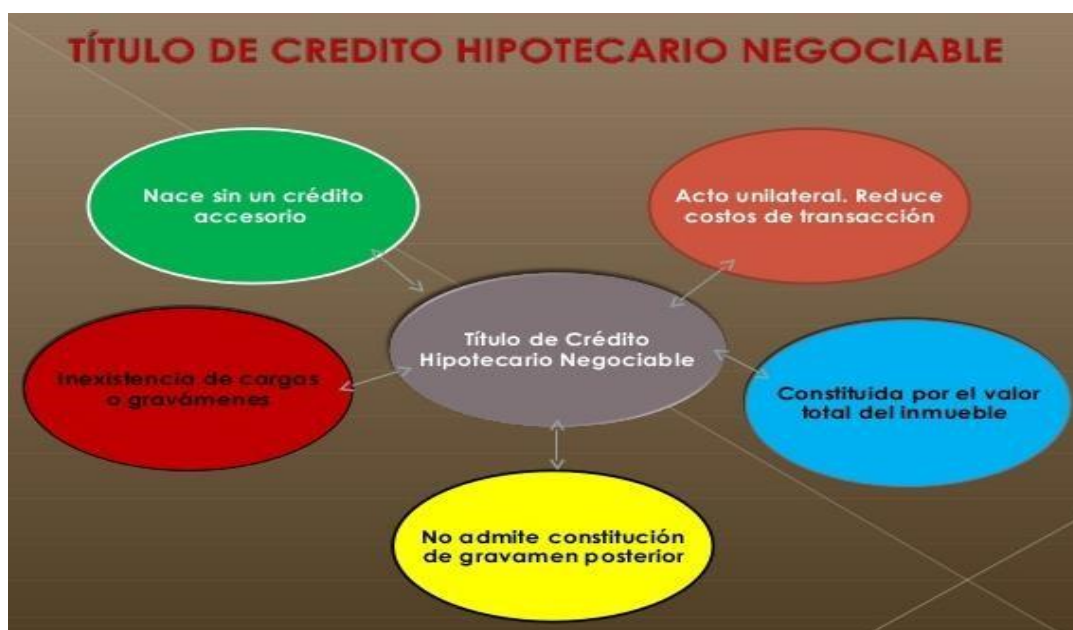 TÍTULO DE CREDITO HIPOTECARIO NEGOCIABLE
Nace sin un crédito
accesorio
Acto unilateral. Reduce
costos de transacción
Título de Crédito
Hipotecario Negociable
Inexistencia de cargas
o gravámenes
Constituida por el valor
total del inmueble
No admite constitución
de gravamen posterior